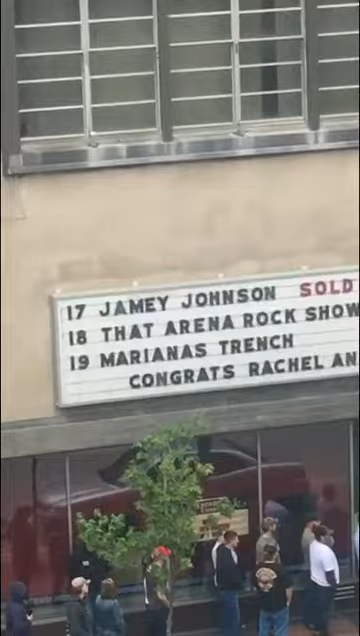 17 JAMEY JOHNSON SOLD
18 THAT ARENA ROCK SHOW
19 MARIANAS TRENCH
CONGRATS RACHEL AN